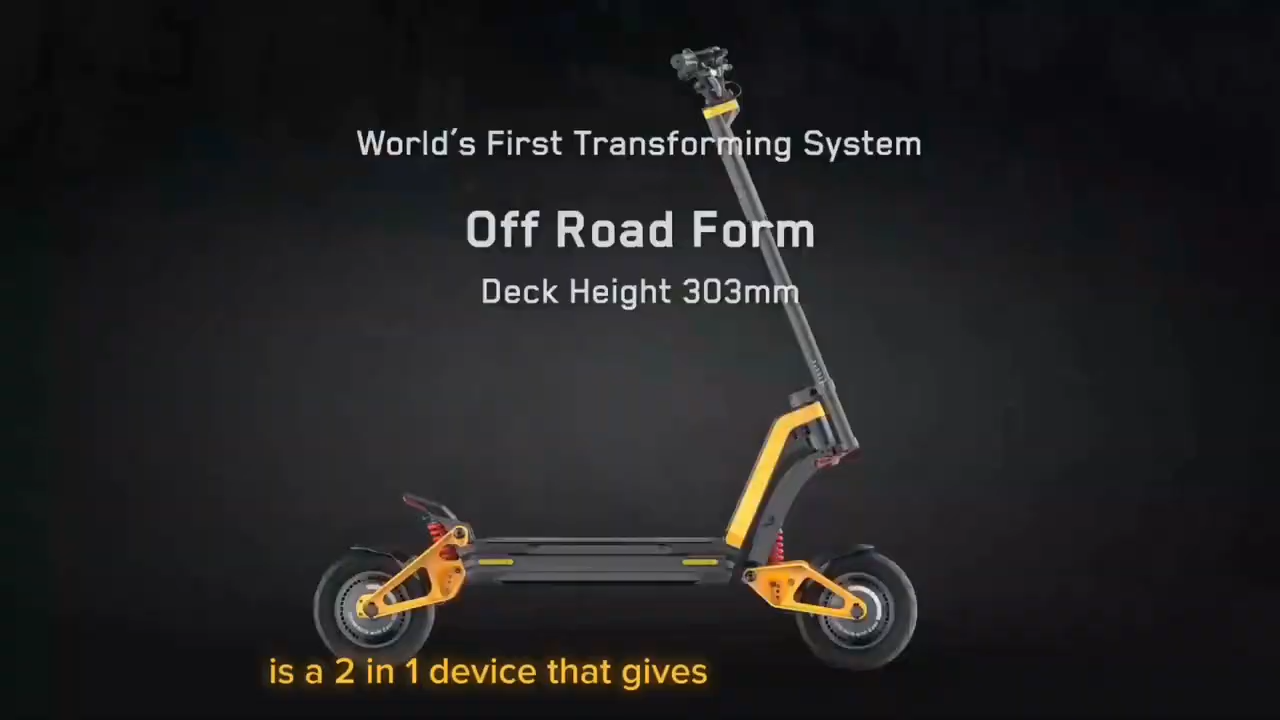 World's First Transforming System
Off Road Form
Deck Height 303mm
is a 2 in 1 device that gives